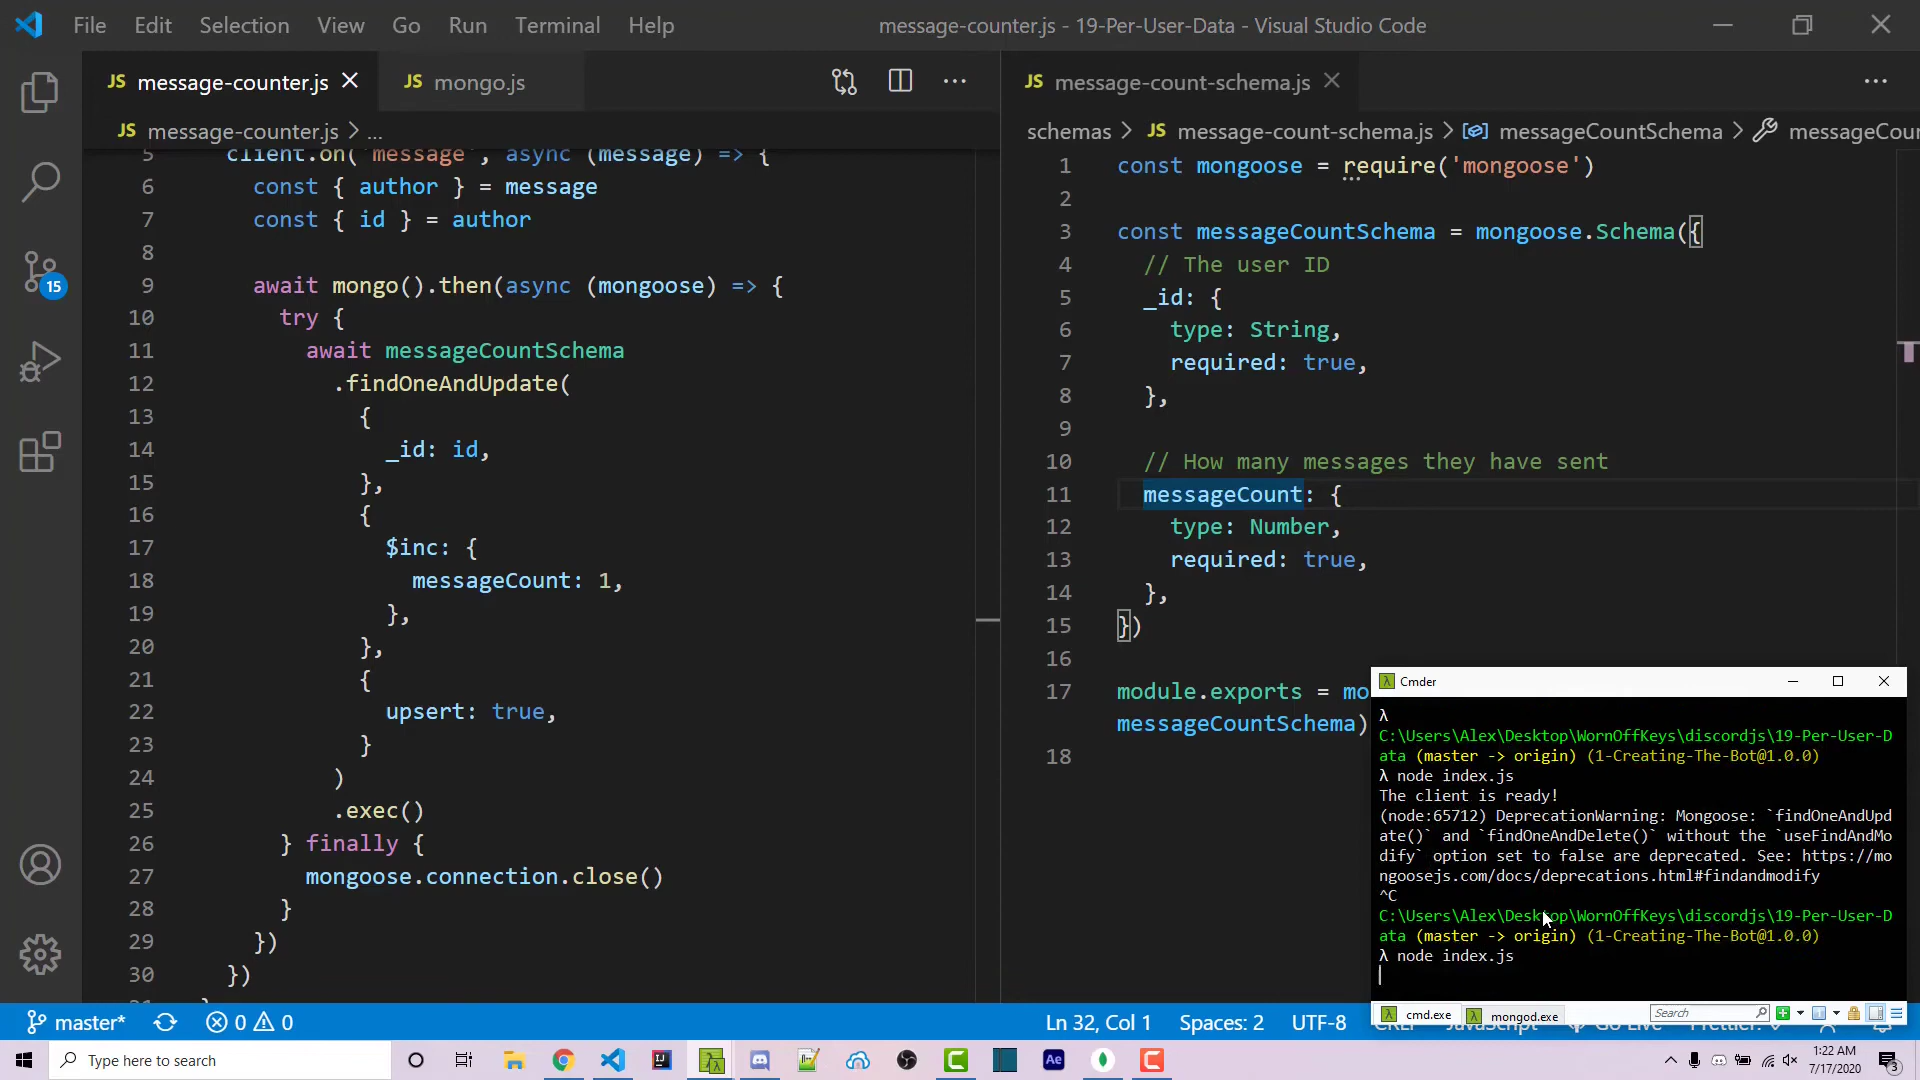 File Edit Selection View Go Run Terminal Help message-counter.js - 19-Per-User-Data - Visual Studio Code
JS message-counter.js JS mongo.js
JS message-counter.js > ...
5 client.on('message', async (message) => {
6 const { author } = message
7 const { id } = author
8
9 await mongo().then(async (mongoose) => {
10 try {
11 await messageCountSchema
12 .findOneAndUpdate(
13 {
14 _id: id,
15 },
16 {
17 $inc: {
18 messageCount: 1,
19 },
20 },
21 {
22 upsert: true,
23 }
24 )
25 .exec()
26 } finally {
27 mongoose.connection.close()
28 }
29 })
30 })
JS message-count-schema.js
schemas > JS message-count-schema.js > messageCountSchema > messageCou
1 const mongoose = require('mongoose')
2
3 const messageCountSchema = mongoose.Schema({
4 // The user ID
5 _id: {
6 type: String,
7 required: true,
8 },
9
10 // How many messages they have sent
11 messageCount: {
12 type: Number,
13 required: true,
14 },
15 })
16
17 module.exports = mo
messageCountSchema)
18
15
Cmder
λ
C:\Users\Alex\Desktop\WornOffKeys\discordjs\19-Per-User-D
ata (master -> origin) (1-Creating-The-Bot@1.0.0)
λ node index.js
The client is ready!
(node:65712) DeprecationWarning: Mongoose: `findOneAndUpd
ate()` and `findOneAndDelete()` without the `useFindAndMo
dify` option set to false are deprecated. See: https://mo
ngoosejs.com/docs/deprecations.html#findandmodify
^C
C:\Users\Alex\Desktop\WornOffKeys\discordjs\19-Per-User-D
ata (master -> origin) (1-Creating-The-Bot@1.0.0)
λ node index.js
cmd.exe mongod.exe Search
master* 0 0 Ln 32, Col 1 Spaces: 2 UTF-8 CRLF JavaScript Go Live Prettier:
Type here to search
Ae
1:22 AM
7/17/2020
3